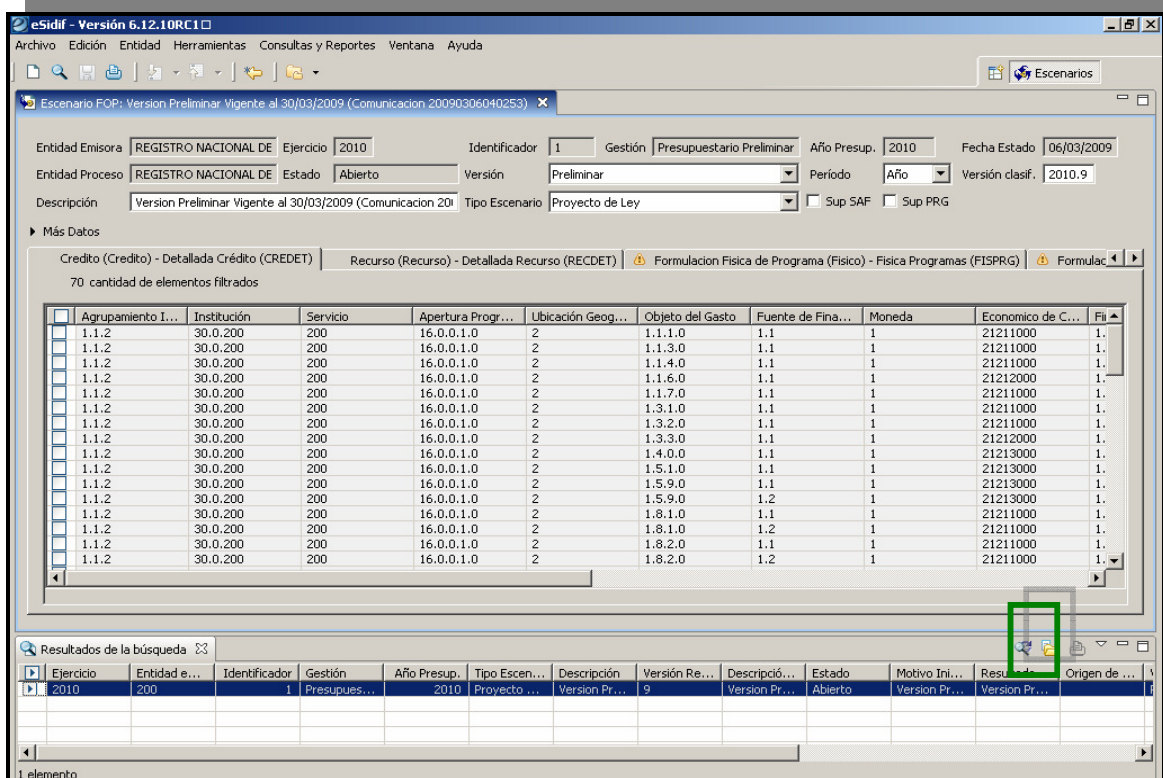 eSidif - Versión 6.12.10RC1
Archivo Edición Entidad Herramientas Consultas y Reportes Ventana Ayuda
Escenarios
Escenario FOP: Version Preliminar Vigente al 30/03/2009 (Comunicacion 20090306040253)
Entidad Emisora REGISTRO NACIONAL DE Ejercicio 2010 Identificador 1 Gestión Presupuestario Preliminar Año Presup. 2010 Fecha Estado 06/03/2009
Entidad Proceso REGISTRO NACIONAL DE Estado Abierto Versión Preliminar Período Año Versión clasif. 2010.9
Descripción Version Preliminar Vigente al 30/03/2009 (Comunicacion 20 Tipo Escenario Proyecto de Ley Sup SAF Sup PRG
Más Datos
Credito (Credito) - Detallada Crédito (CREDET) Recurso (Recurso) - Detallada Recurso (RECDET) Formulacion Fisica de Programa (Fisico) - Fisica Programas (FISPRG) Formulac
70 cantidad de elementos filtrados
Agrupamiento I... Institución Servicio Apertura Progr... Ubicación Geog... Objeto del Gasto Fuente de Fina... Moneda Economico de C... Fi
1.1.2 30.0.200 200 16.0.0.1.0 2 1.1.1.0 1.1 1 21211000 1.
1.1.2 30.0.200 200 16.0.0.1.0 2 1.1.3.0 1.1 1 21211000 1.
1.1.2 30.0.200 200 16.0.0.1.0 2 1.1.4.0 1.1 1 21211000 1.
1.1.2 30.0.200 200 16.0.0.1.0 2 1.1.6.0 1.1 1 21212000 1.
1.1.2 30.0.200 200 16.0.0.1.0 2 1.1.7.0 1.1 1 21211000 1.
1.1.2 30.0.200 200 16.0.0.1.0 2 1.3.1.0 1.1 1 21211000 1.
1.1.2 30.0.200 200 16.0.0.1.0 2 1.3.2.0 1.1 1 21211000 1.
1.1.2 30.0.200 200 16.0.0.1.0 2 1.3.3.0 1.1 1 21212000 1.
1.1.2 30.0.200 200 16.0.0.1.0 2 1.4.0.0 1.1 1 21213000 1.
1.1.2 30.0.200 200 16.0.0.1.0 2 1.5.1.0 1.1 1 21213000 1.
1.1.2 30.0.200 200 16.0.0.1.0 2 1.5.9.0 1.1 1 21213000 1.
1.1.2 30.0.200 200 16.0.0.1.0 2 1.5.9.0 1.2 1 21213000 1.
1.1.2 30.0.200 200 16.0.0.1.0 2 1.8.1.0 1.1 1 21211000 1.
1.1.2 30.0.200 200 16.0.0.1.0 2 1.8.1.0 1.2 1 21211000 1.
1.1.2 30.0.200 200 16.0.0.1.0 2 1.8.2.0 1.1 1 21211000 1.
1.1.2 30.0.200 200 16.0.0.1.0 2 1.8.2.0 1.2 1 21211000 1.
Resultados de la búsqueda
Ejercicio Entidad e... Identificador Gestión Año Presup. Tipo Escen... Descripción Versión Re... Descripció... Estado Motivo Ini... Origen de ...
2010 200 1 Presupues... 2010 Proyecto ... Version Pr... 9 Version Pr... Abierto Version Pr... Version Pr...
1 elemento